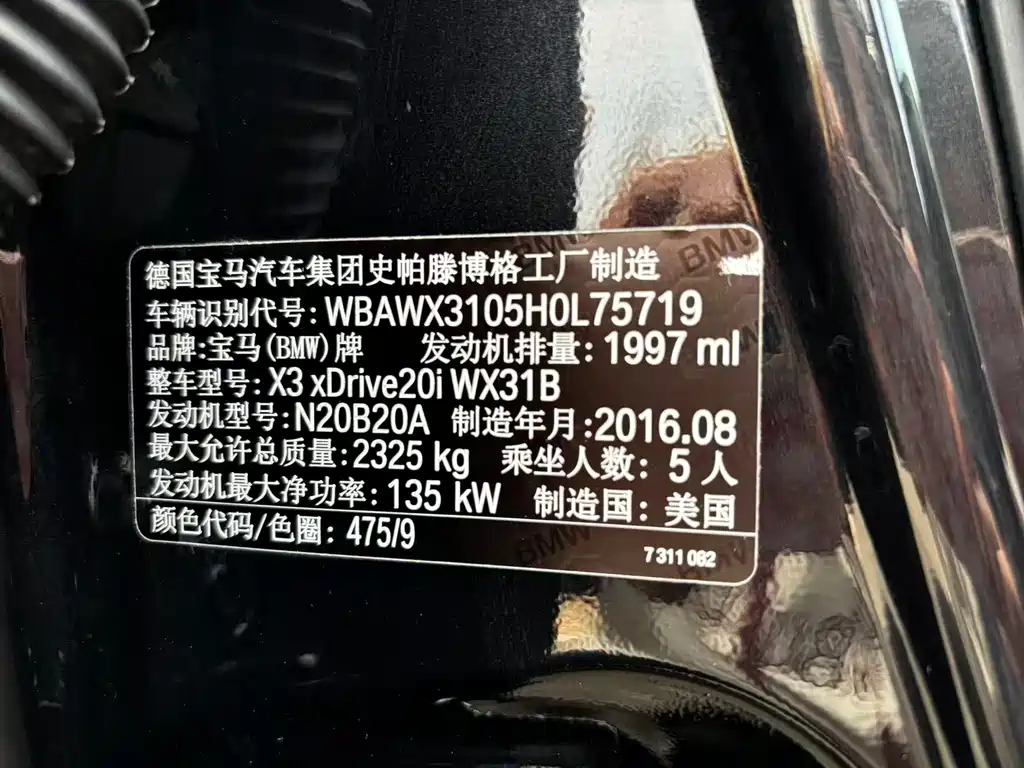 德国宝马汽车集团史帕滕博格工厂制造
车辆识别代号: WBAWX3105H0L75719
品牌: 宝马(BMW)牌 发动机排量: 1997 ml
整车型号: X3 xDrive20i WX31B
发动机型号: N20B20A 制造年月: 2016.08
最大允许总质量: 2325 kg 乘坐人数: 5 人
发动机最大净功率: 135 kW 制造国: 美国
颜色代码/色圈: 475/9
7 311 082
BMW
BMW
BMW
BMW